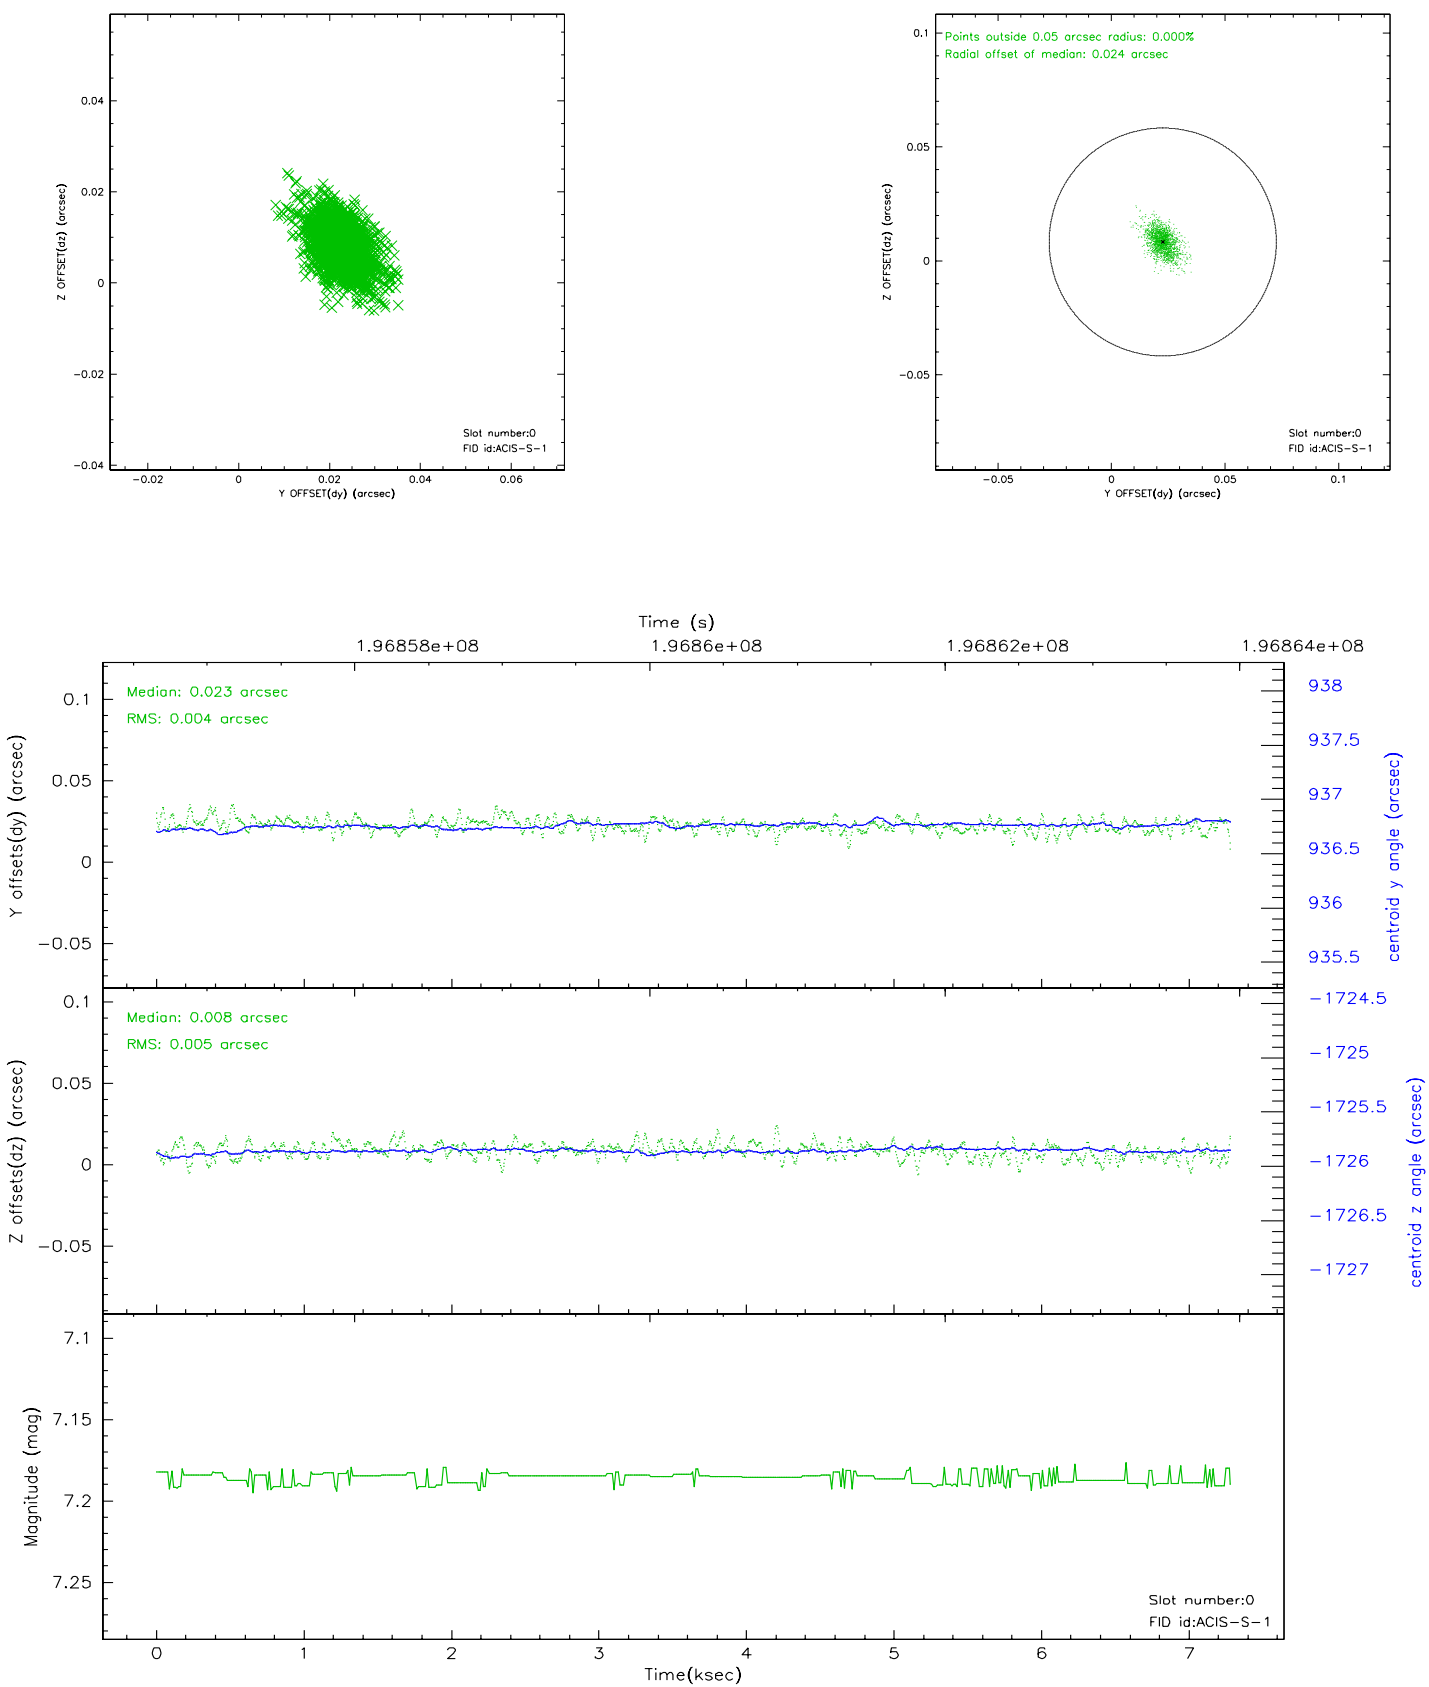 0.04
0.02
0
−0.02
−0.04
Z OFFSET(dz) (arcsec)
Slot number:0
FID id:ACIS−S−1
−0.02
0
0.02
0.04
0.06
Y OFFSET(dy) (arcsec)
Points outside 0.05 arcsec radius: 0.000%
Radial offset of median: 0.024 arcsec
0.1
0.05
0
−0.05
Z OFFSET(dz) (arcsec)
Slot number:0
FID id:ACIS−S−1
−0.05
0
0.05
0.1
Y OFFSET(dy) (arcsec)
Time (s)
1.96858e+08
1.9686e+08
1.96862e+08
1.96864e+08
Median: 0.023 arcsec
RMS: 0.004 arcsec
0.1
0.05
0
−0.05
Y offsets(dy) (arcsec)
938
937.5
937
936.5
936
935.5
centroid y angle (arcsec)
Median: 0.008 arcsec
RMS: 0.005 arcsec
0.1
0.05
0
−0.05
Z offsets(dz) (arcsec)
−1724.5
−1725
−1725.5
−1726
−1726.5
−1727
centroid z angle (arcsec)
7.1
7.15
7.2
7.25
Magnitude (mag)
Slot number:0
FID id:ACIS−S−1
0
1
2
3
4
5
6
7
Time(ksec)